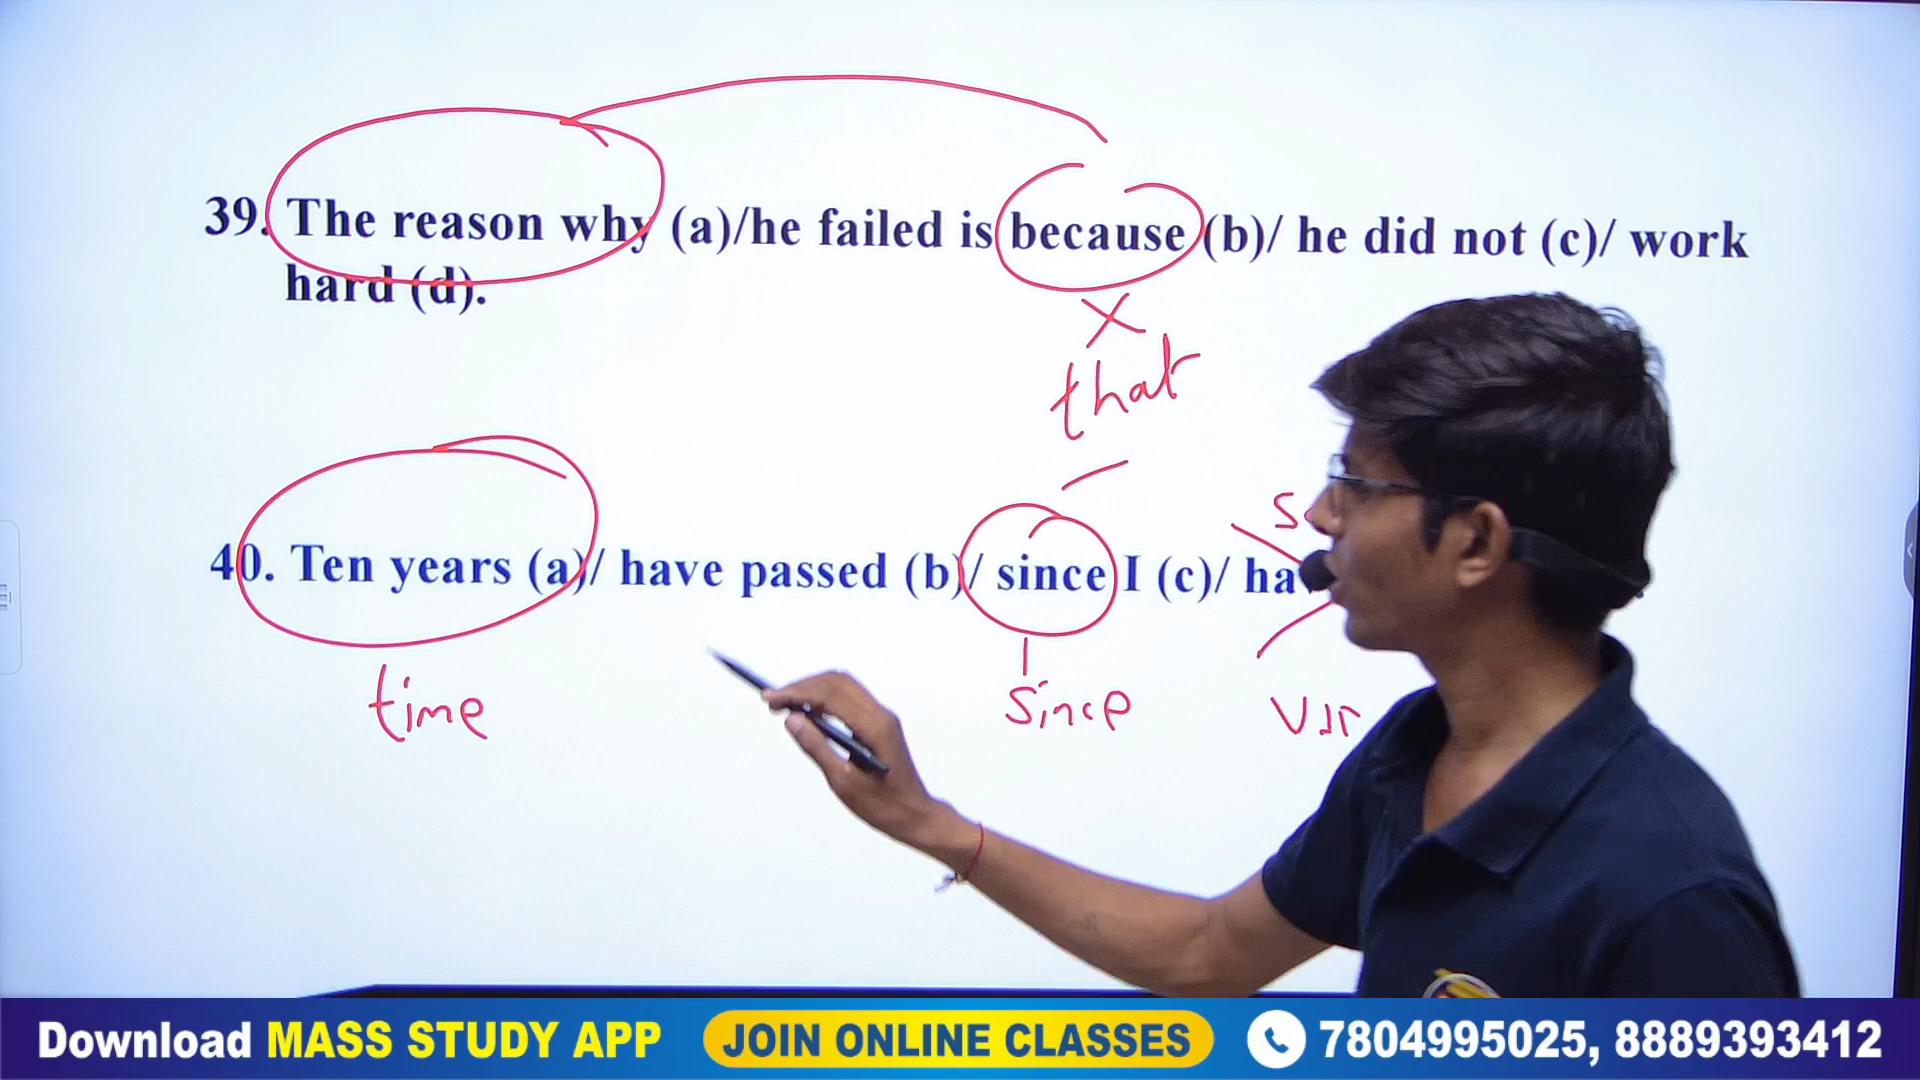 39. The reason why (a)/he failed is because (b)/ he did not (c)/ work
hard (d).
that
40. Ten years (a)/ have passed (b)/ since I (c)/
time
since
Download MASS STUDY APP
JOIN ONLINE CLASSES
7804995025, 8889393412